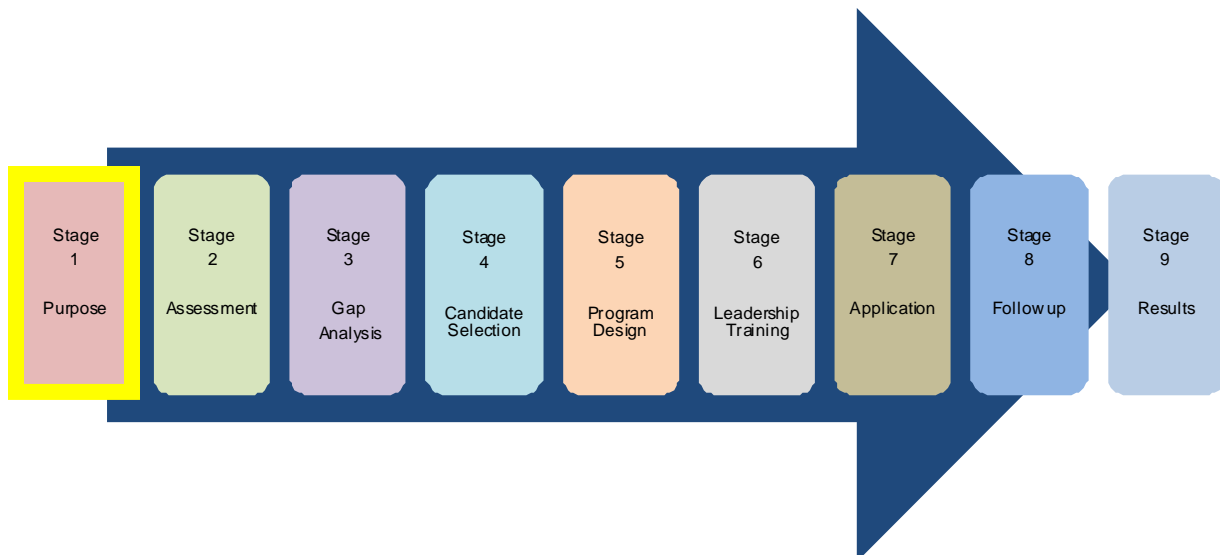 Stage
1
Purpose
Stage
2
Assessment
Stage
3
Gap
Analysis
Stage
4
Candidate
Selection
Stage
5
Program
Design
Stage
6
Leadership
Training
Stage
7
Application
Stage
8
Follow up
Stage
9
Results